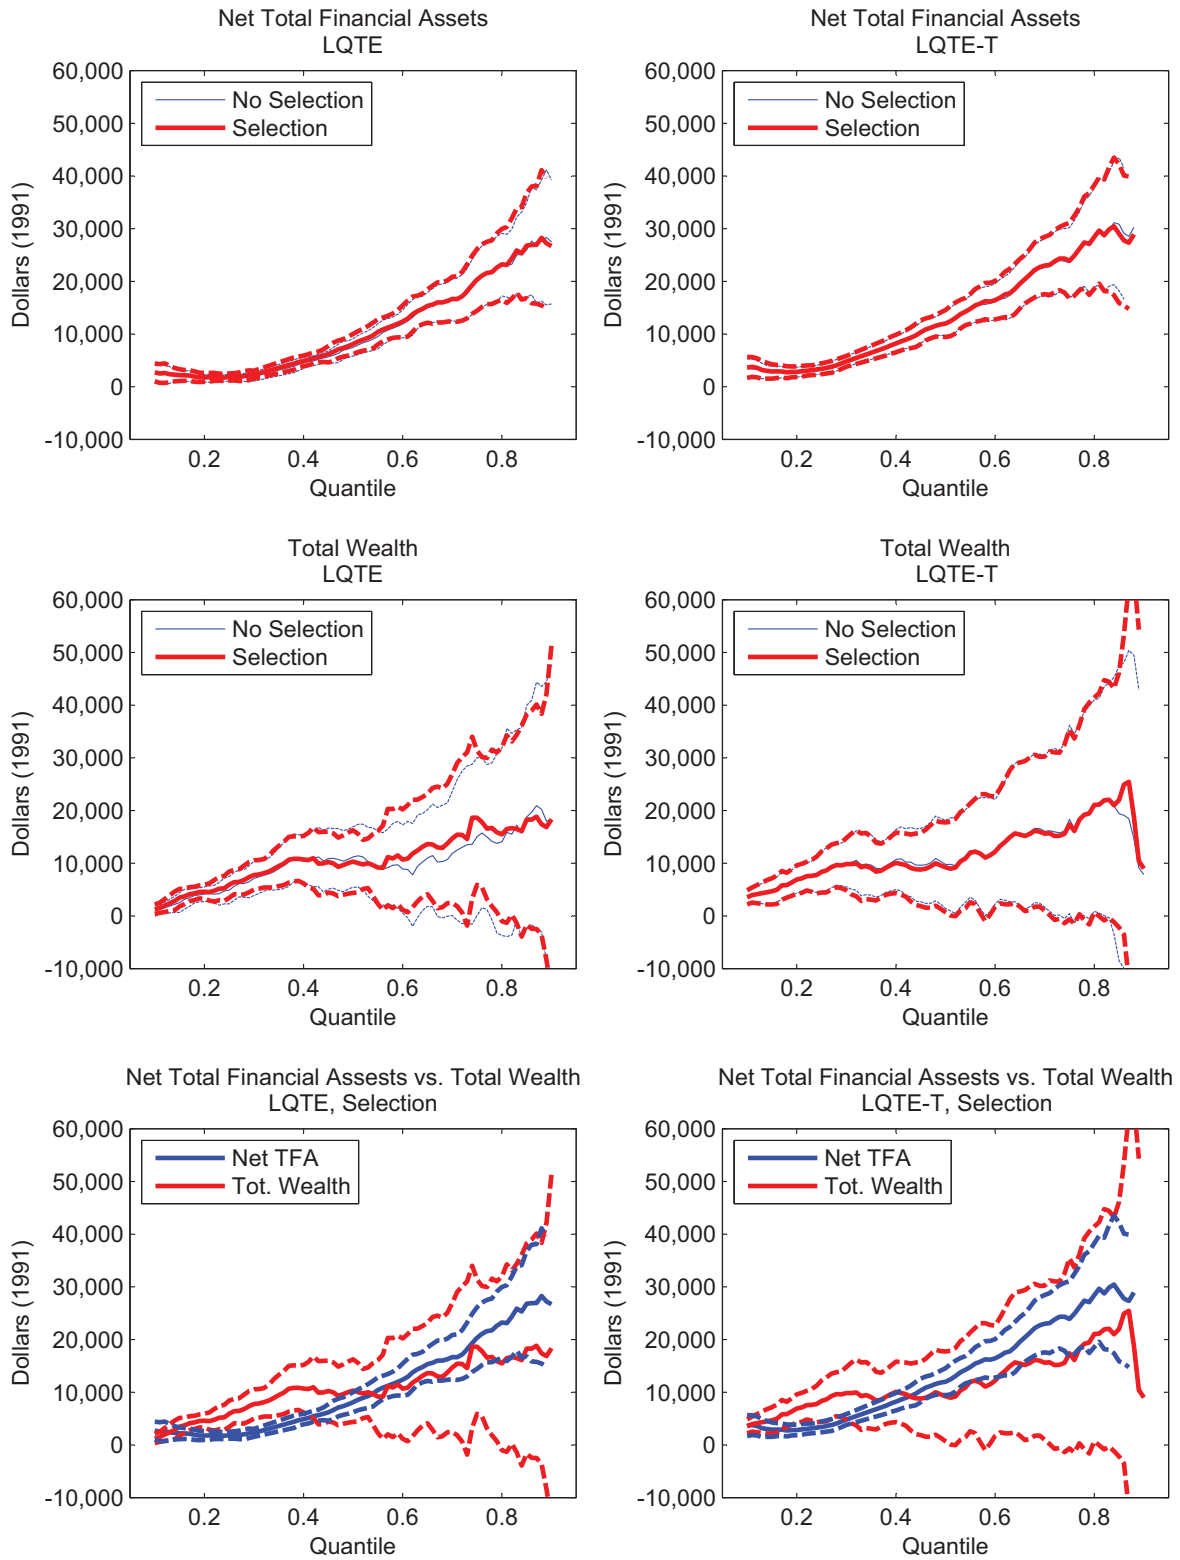 Net Total Financial Assets
LQTE
60,000
50,000
40,000
30,000
20,000
10,000
0
-10,000
Dollars (1991)
No Selection
Selection
0.2
0.4
0.6
0.8
Quantile
Net Total Financial Assets
LQTE-T
60,000
50,000
40,000
30,000
20,000
10,000
0
-10,000
Dollars (1991)
No Selection
Selection
0.2
0.4
0.6
0.8
Quantile
Total Wealth
LQTE
60,000
50,000
40,000
30,000
20,000
10,000
0
-10,000
Dollars (1991)
No Selection
Selection
0.2
0.4
0.6
0.8
Quantile
Total Wealth
LQTE-T
60,000
50,000
40,000
30,000
20,000
10,000
0
-10,000
Dollars (1991)
No Selection
Selection
0.2
0.4
0.6
0.8
Quantile
Net Total Financial Assests vs. Total Wealth
LQTE, Selection
60,000
50,000
40,000
30,000
20,000
10,000
0
-10,000
Dollars (1991)
Net TFA
Tot. Wealth
0.2
0.4
0.6
0.8
Quantile
Net Total Financial Assests vs. Total Wealth
LQTE-T, Selection
60,000
50,000
40,000
30,000
20,000
10,000
0
-10,000
Dollars (1991)
Net TFA
Tot. Wealth
0.2
0.4
0.6
0.8
Quantile